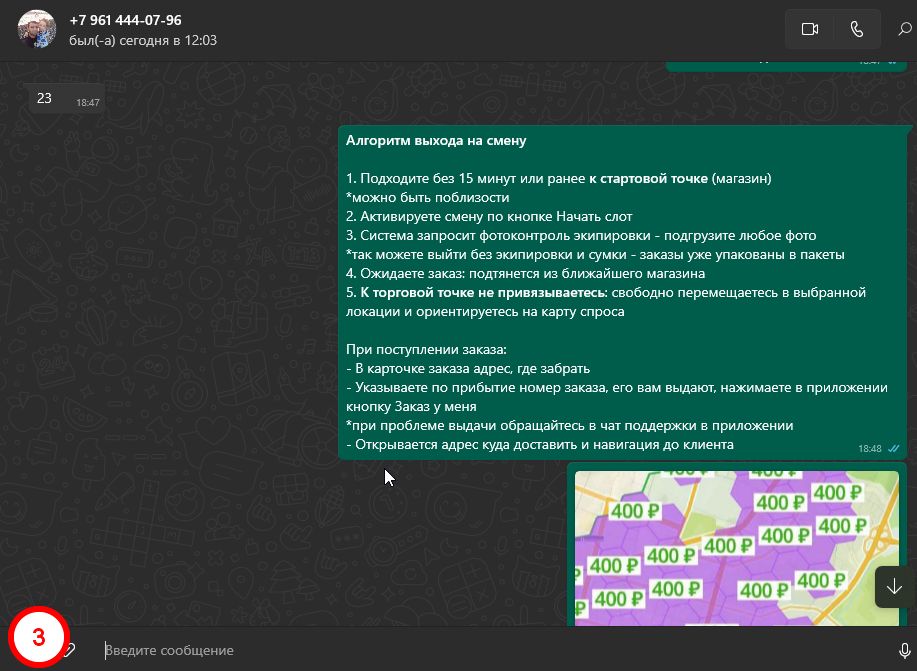 +7 961 444-07-96
был(-а) сегодня в 12:03
18:47
23
18:47
Алгоритм выхода на смену
1. Подходите без 15 минут или ранее к стартовой точке (магазин)
*можно быть поблизости
2. Активируете смену по кнопке Начать слот
3. Система запросит фотоконтроль экипировки - подгрузите любое фото
*так можете выйти без экипировки и сумки - заказы уже упакованы в пакеты
4. Ожидаете заказ: подтянется из ближайшего магазина
5. К торговой точке не привязываетесь: свободно перемещаетесь в выбранной
локации и ориентируетесь на карту спроса
При поступлении заказа:
- В карточке заказа адрес, где забрать
- Указываете по прибытие номер заказа, его вам выдают, нажимаете в приложении
кнопку Заказ у меня
*при проблеме выдачи обращайтесь в чат поддержки в приложении
- Открывается адрес куда доставить и навигация до клиента
18:48
400 ₽ 400 ₽
400 ₽ 400 ₽ 400 ₽
400 ₽ 400 ₽ 400 ₽
400 ₽ 400 ₽
400 ₽ 400 ₽ 400 ₽ 400 ₽
₽
3
Введите сообщение